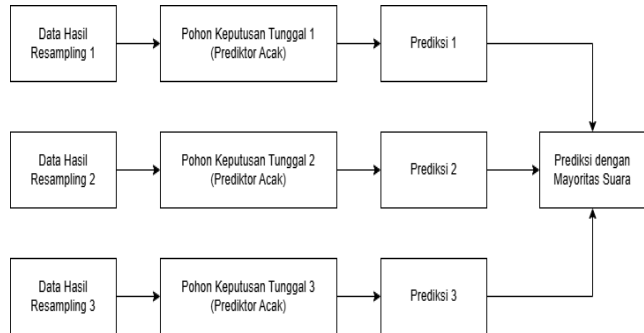 Data Hasil
Resampling 1
Pohon Keputusan Tunggal 1
(Prediktor Acak)
Prediksi 1
Data Hasil
Resampling 2
Pohon Keputusan Tunggal 2
(Prediktor Acak)
Prediksi 2
Prediksi dengan
Mayoritas Suara
Data Hasil
Resampling 3
Pohon Keputusan Tunggal 3
(Prediktor Acak)
Prediksi 3